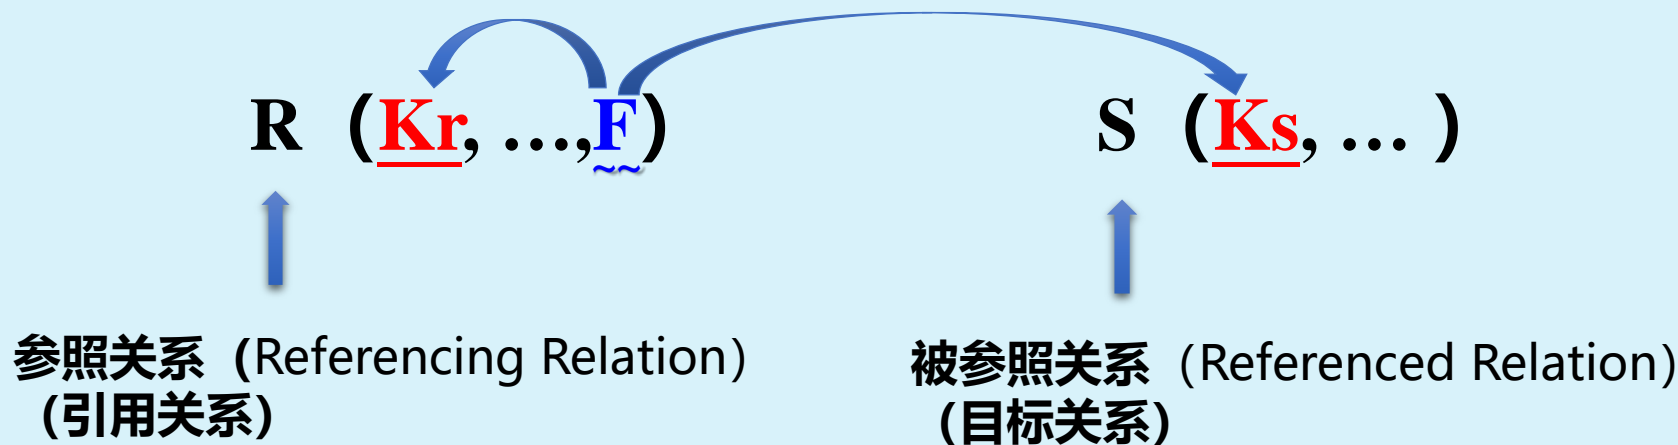 R（Kr, …,F）
S（Ks, … ）
参照关系（Referencing Relation）
（引用关系）
被参照关系（Referenced Relation）
（目标关系）